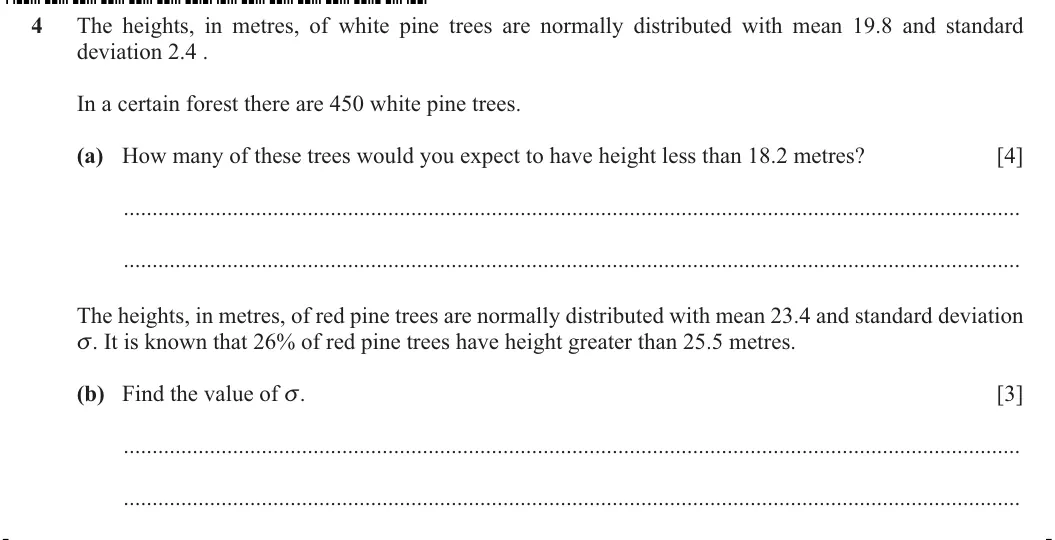 4 The heights, in metres, of white pine trees are normally distributed with mean 19.8 and standard
deviation 2.4 .
In a certain forest there are 450 white pine trees.
(a) How many of these trees would you expect to have height less than 18.2 metres? [4]
................................................................................
................................................................................
The heights, in metres, of red pine trees are normally distributed with mean 23.4 and standard deviation
σ. It is known that 26% of red pine trees have height greater than 25.5 metres.
(b) Find the value of σ. [3]
................................................................................
................................................................................